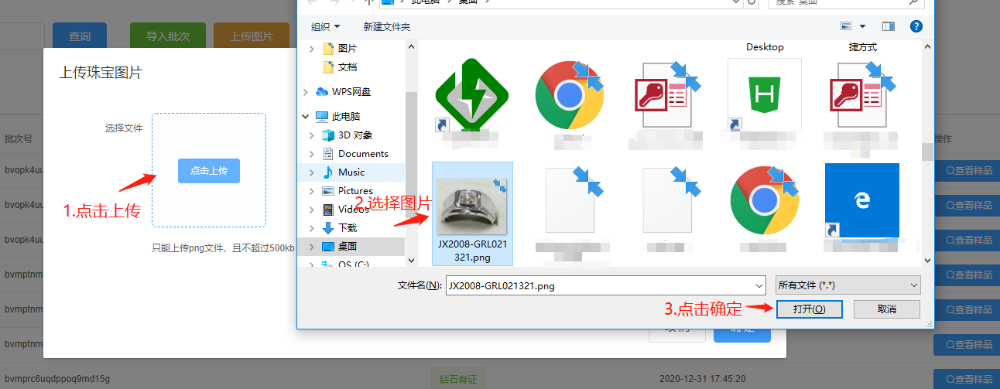 此电脑
桌面
搜索"桌面"
组织
新建文件夹
查询
导入批次
上传图片
上传珠宝图片
选择文件
点击上传
1.点击上传
只能上传png文件，且不超过500kb
图片
文档
WPS网盘
此电脑
3D 对象
Documents
Music
Pictures
Videos
下载
桌面
OS (C:)
Desktop
捷方式
2.选择图片
JX2008-GRL021
321.png
文件名(N):
JX2008-GRL021321.png
所有文件 (*.*)
3.点击确定
打开(O)
取消
取消
确定
批次号
操作
bvopk4uu
查看样品
bvopk4uu
查看样品
bvopk4uu
查看样品
bvmptnm
查看样品
bvmptnm
查看样品
bvmptnm
查看样品
bvmprc6uqdppoq9md15g
钻石有证
2020-12-31 17:45:20
查看样品